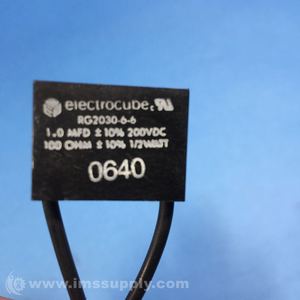 electrocube
RG2030-6-6
1.0 MFD ± 10% 200VDC
100 OHM ± 10% 1/2WATT
0640
© www.imssupply.com